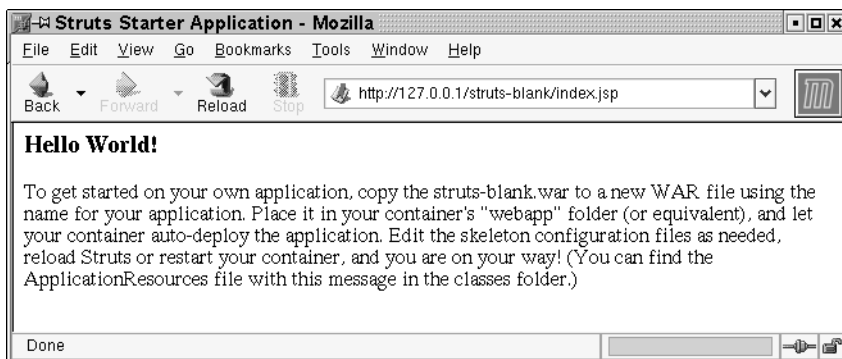 Struts Starter Application - Mozilla
File Edit View Go Bookmarks Tools Window Help
Back Forward Reload Stop http://127.0.0.1/struts-blank/index.jsp
Hello World!
To get started on your own application, copy the struts-blank.war to a new WAR file using the
name for your application. Place it in your container's "webapp" folder (or equivalent), and let
your container auto-deploy the application. Edit the skeleton configuration files as needed,
reload Struts or restart your container, and you are on your way! (You can find the
ApplicationResources file with this message in the classes folder.)
Done